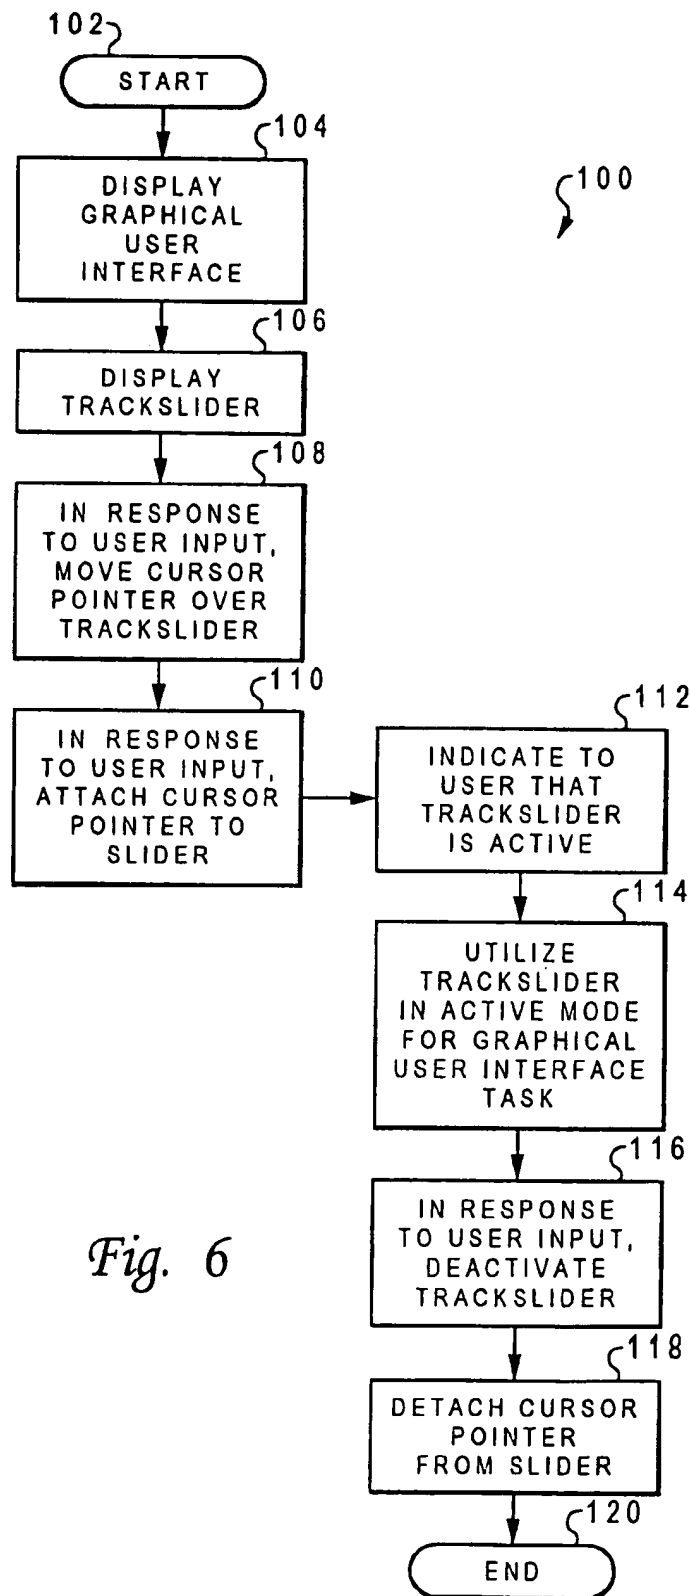 102
START
104
DISPLAY
GRAPHICAL
USER
INTERFACE
100
106
DISPLAY
TRACKSLIDER
108
IN RESPONSE
TO USER INPUT,
MOVE CURSOR
POINTER OVER
TRACKSLIDER
110
IN RESPONSE
TO USER INPUT,
ATTACH CURSOR
POINTER TO
SLIDER
112
INDICATE TO
USER THAT
TRACKSLIDER
IS ACTIVE
114
UTILIZE
TRACKSLIDER
IN ACTIVE MODE
FOR GRAPHICAL
USER INTERFACE
TASK
116
IN RESPONSE
TO USER INPUT,
DEACTIVATE
TRACKSLIDER
118
DETACH CURSOR
POINTER
FROM SLIDER
120
END
Fig. 6